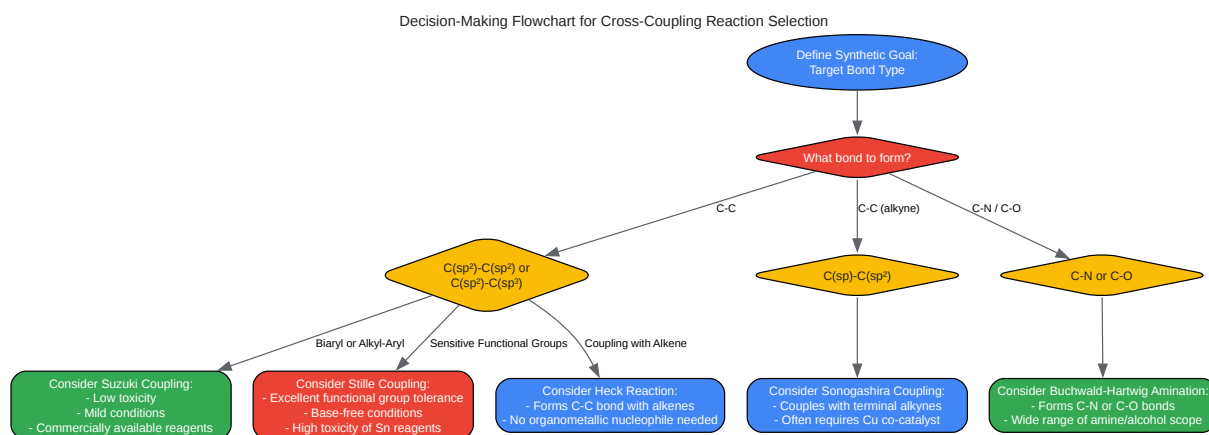 Decision-Making Flowchart for Cross-Coupling Reaction Selection
Define Synthetic Goal:
Target Bond Type
What bond to form?
C-C
C-C (alkyne)
C-N / C-O
C(sp²)-C(sp²) or
C(sp²)-C(sp³)
C(sp)-C(sp²)
C-N or C-O
Biaryl or Alkyl-Aryl
Sensitive Functional Groups
Coupling with Alkene
Consider Suzuki Coupling:
- Low toxicity
- Mild conditions
- Commercially available reagents
Consider Stille Coupling:
- Excellent functional group tolerance
- Base-free conditions
- High toxicity of Sn reagents
Consider Heck Reaction:
- Forms C-C bond with alkenes
- No organometallic nucleophile needed
Consider Sonogashira Coupling:
- Couples with terminal alkynes
- Often requires Cu co-catalyst
Consider Buchwald-Hartwig Amination:
- Forms C-N or C-O bonds
- Wide range of amine/alcohol scope